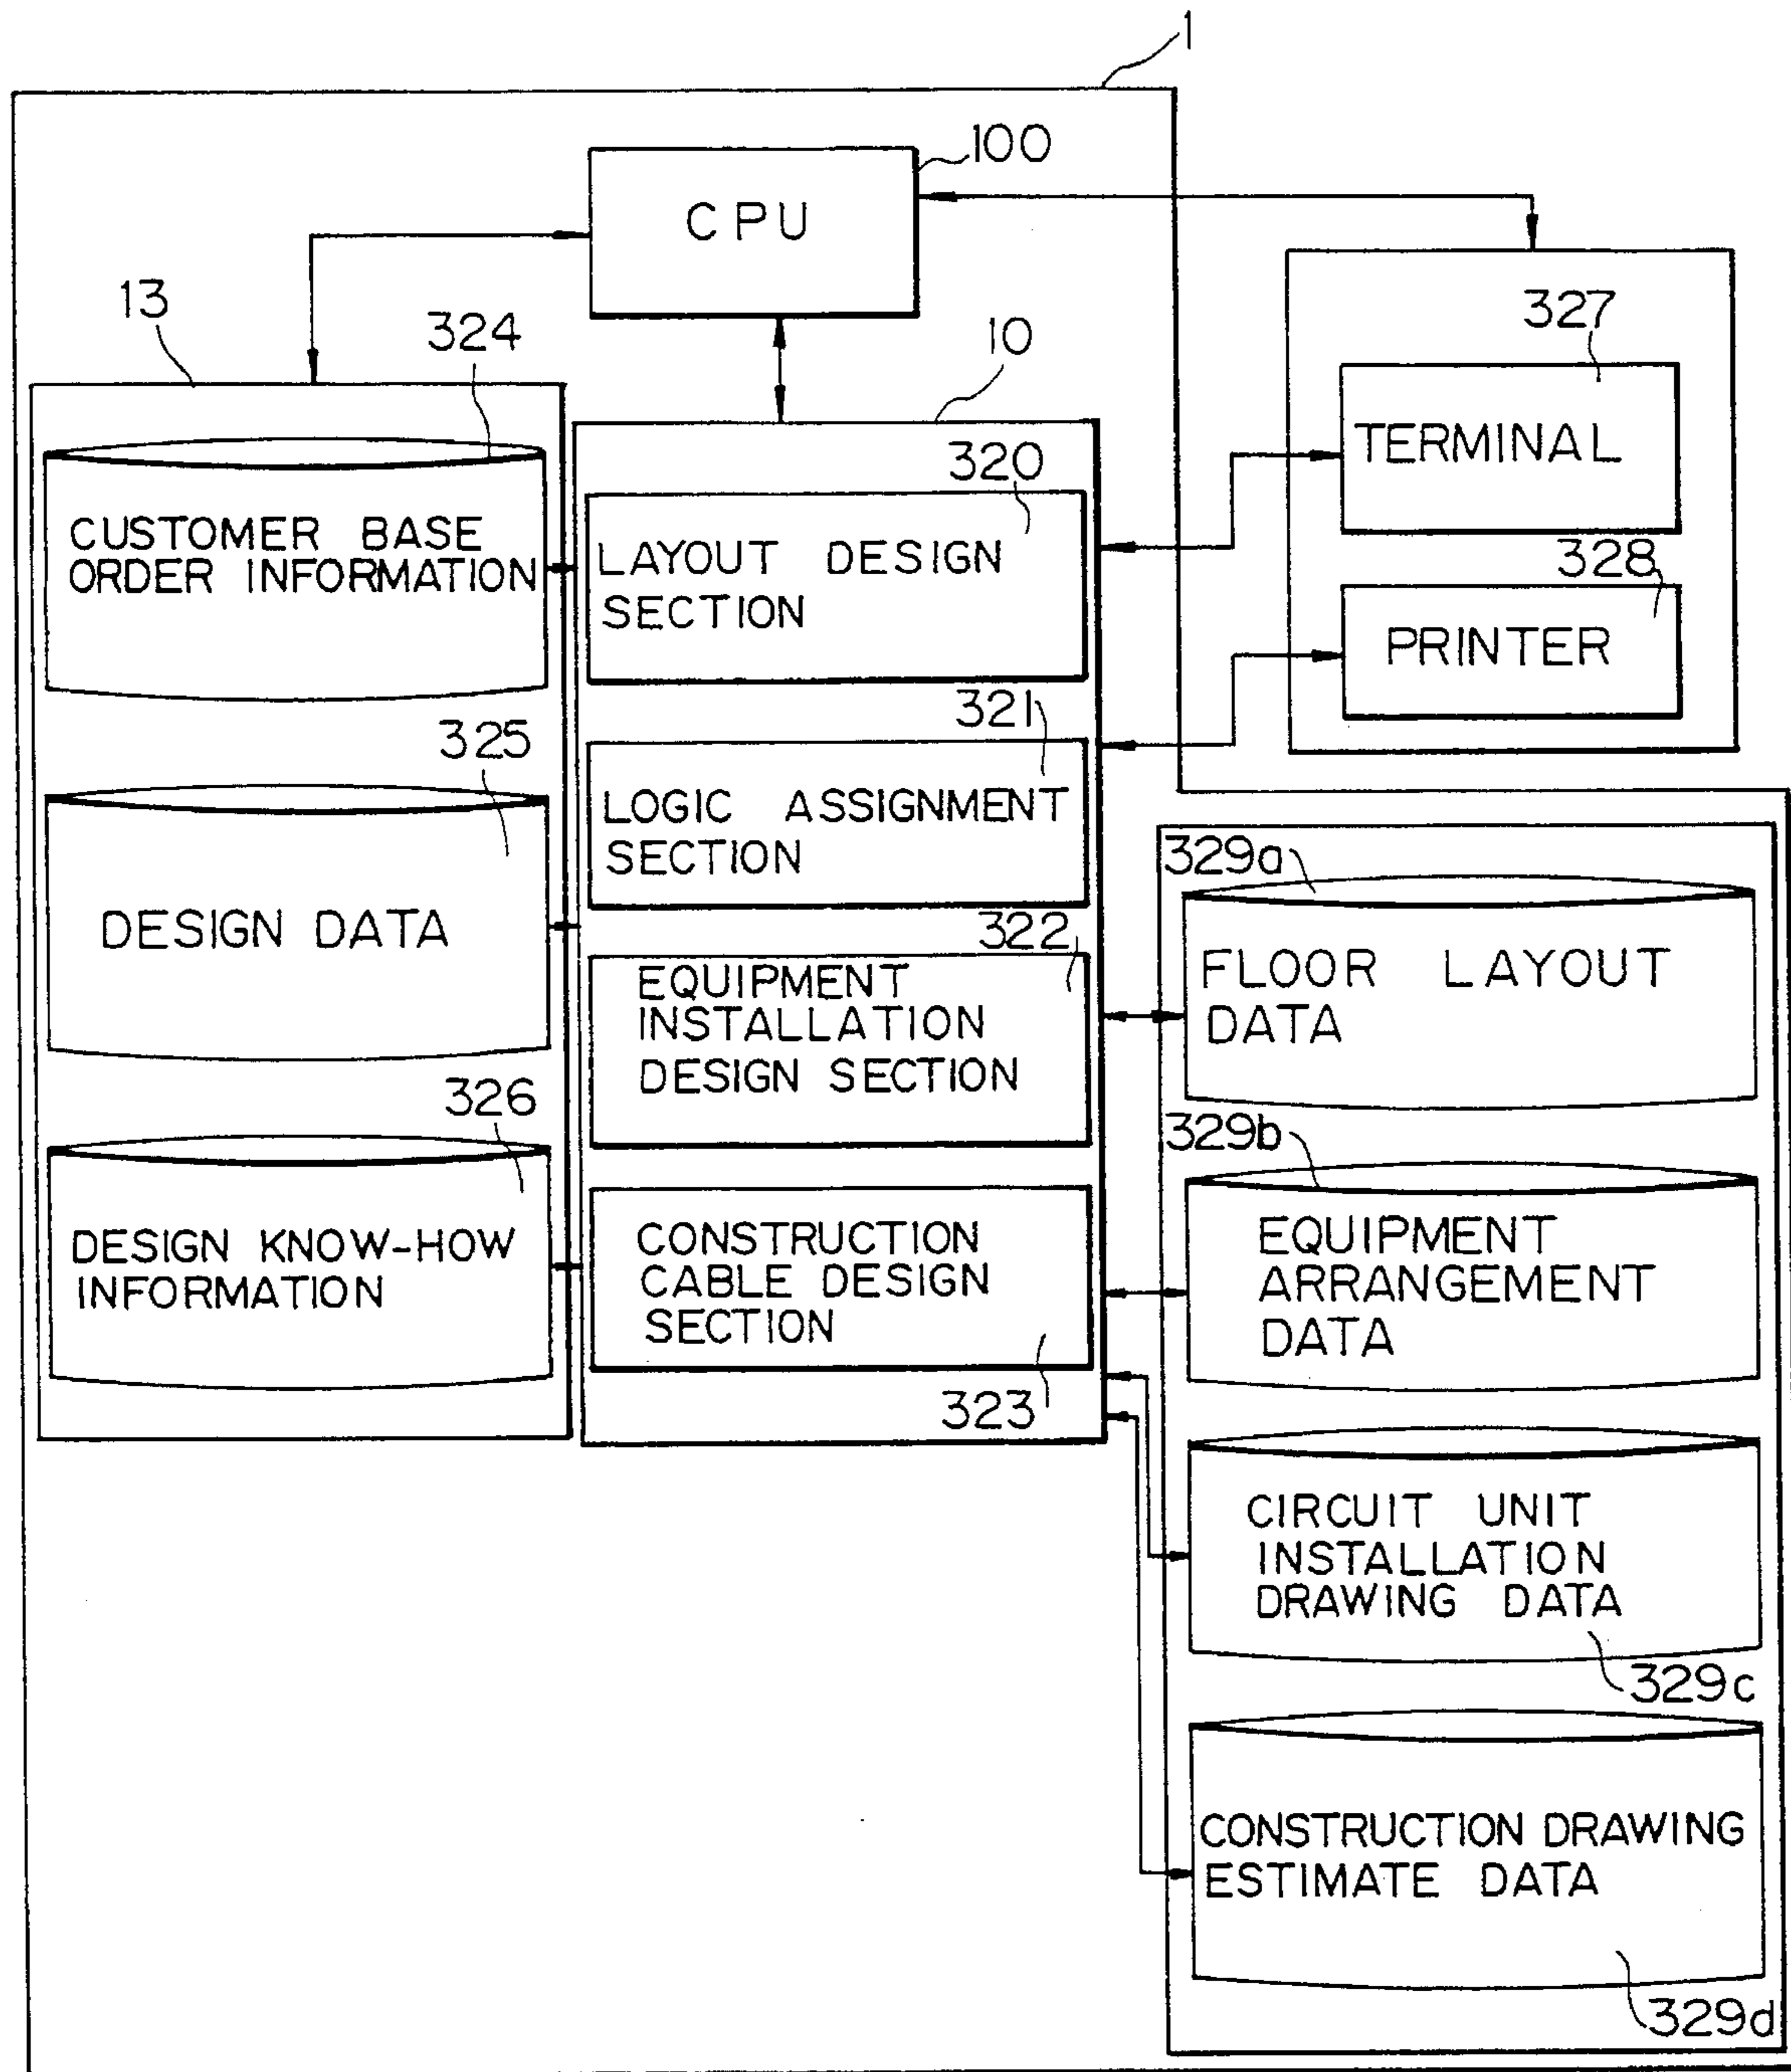 1
100
CPU
13
324
10
327
320
TERMINAL
CUSTOMER BASE
ORDER INFORMATION
LAYOUT DESIGN
SECTION
328
PRINTER
325
321
LOGIC ASSIGNMENT
SECTION
329a
DESIGN DATA
322
EQUIPMENT
INSTALLATION
DESIGN SECTION
FLOOR LAYOUT
DATA
326
329b
DESIGN KNOW-HOW
INFORMATION
CONSTRUCTION
CABLE DESIGN
SECTION
323
EQUIPMENT
ARRANGEMENT
DATA
CIRCUIT UNIT
INSTALLATION
DRAWING DATA
329c
CONSTRUCTION DRAWING
ESTIMATE DATA
329d